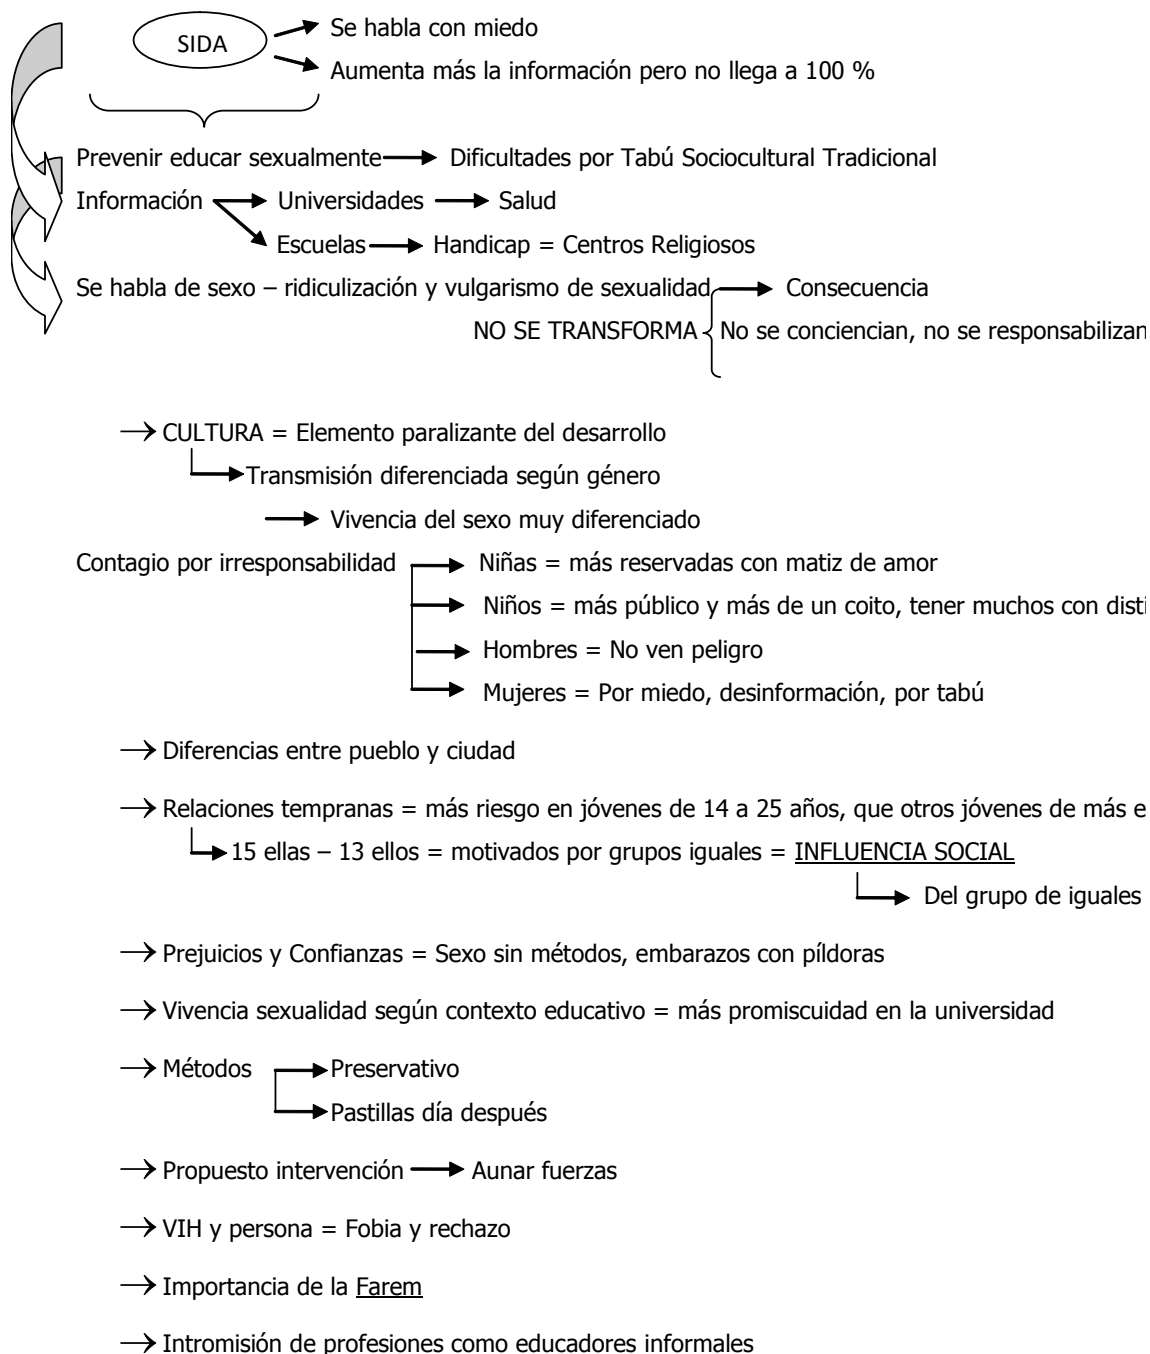 Se habla con miedo
SIDA
Aumenta más la información pero no llega a 100 %
Prevenir educar sexualmente Dificultades por Tabú Sociocultural Tradicional
Información Universidades Salud
Escuelas Handicap = Centros Religiosos
Se habla de sexo – ridiculización y vulgarismo de sexualidad Consecuencia
NO SE TRANSFORMA No se conciencian, no se responsabilizan
CULTURA = Elemento paralizante del desarrollo
Transmisión diferenciada según género
Vivencia del sexo muy diferenciado
Contagio por irresponsabilidad Niñas = más reservadas con matiz de amor
Niños = más público y más de un coito, tener muchos con
Hombres = No ven peligro
Mujeres = Por miedo, desinformación, por tabú
Diferencias entre pueblo y ciudad
Relaciones tempranas = más riesgo en jóvenes de 14 a 25 años, que otros jóvenes de más
15 ellas – 13 ellos = motivados por grupos iguales = INFLUENCIA SOCIAL
Del grupo de iguales
Prejuicios y Confianzas = Sexo sin métodos, embarazos con píldoras
Vivencia sexualidad según contexto educativo = más promiscuidad en la universidad
Métodos Preservativo
Pastillas día después
Propuesto intervención Aunar fuerzas
VIH y persona = Fobia y rechazo
Importancia de la Farem
Intromisión de profesiones como educadores informales